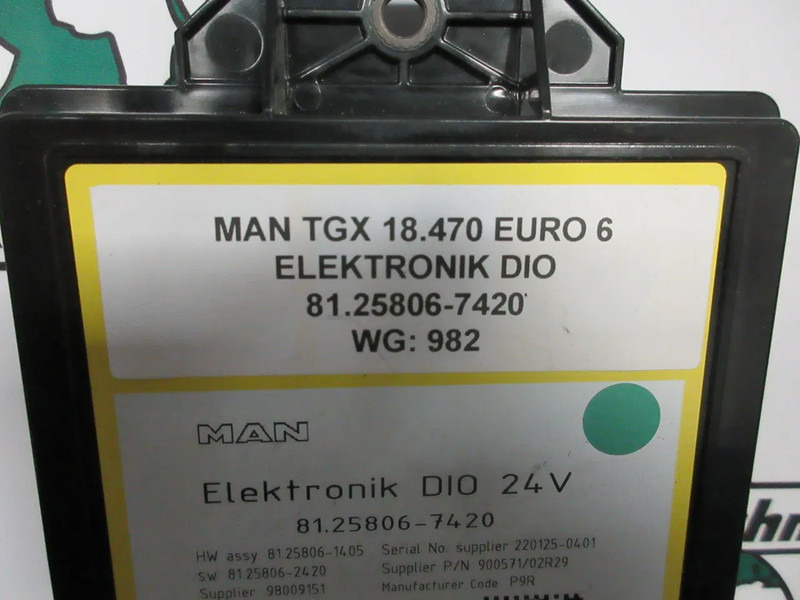 MAN TGX 18.470 EURO 6
ELEKTRONIK DIO
81.25806-7420
WG: 982
MAN
Elektronik DIO 24V
81.25806-7420
HW assy 81.25806-1405 Serial No. supplier 220125-0401
SW 81.25806-2420 Supplier P/N 900571/02R29
Supplier 98009151 Manufacturer Code P9R